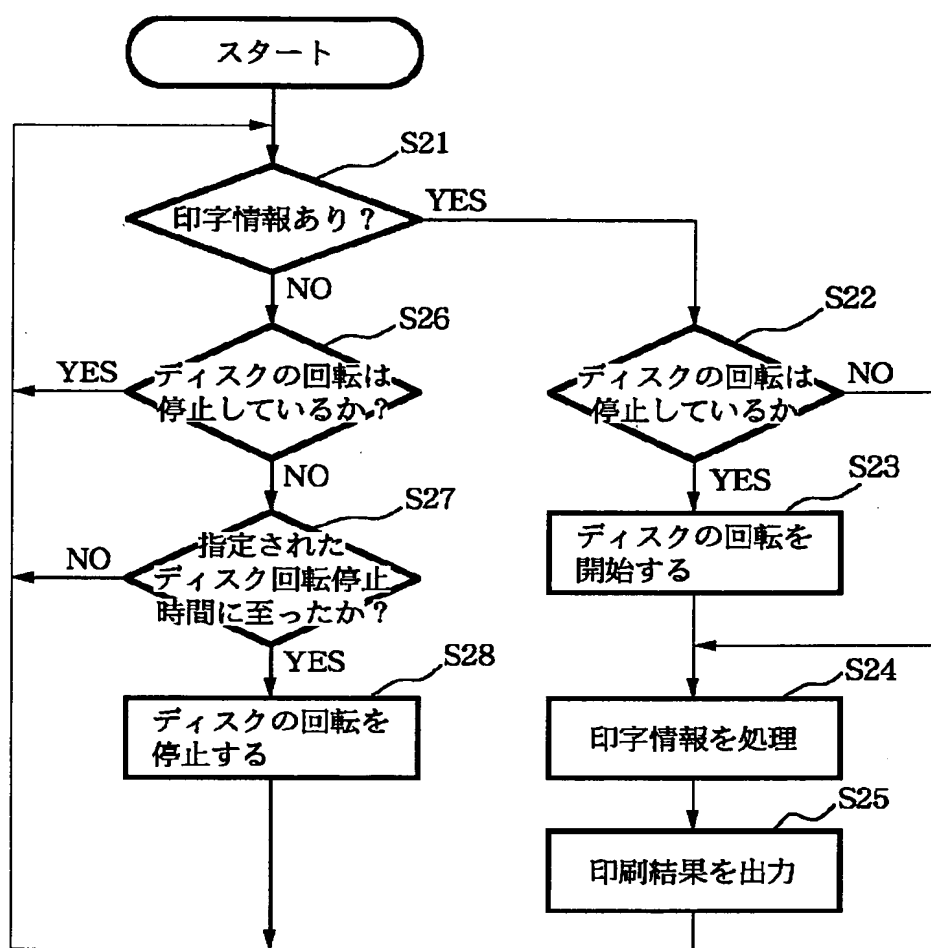 スタート
S21
印字情報あり?
YES
NO
S26
ディスクの回転は
停止しているか?
YES
NO
S27
指定された
ディスク回転停止
時間に至ったか?
NO
YES
S28
ディスクの回転を
停止する
S22
ディスクの回転は
停止しているか
NO
YES
S23
ディスクの回転を
開始する
S24
印字情報を処理
S25
印刷結果を出力